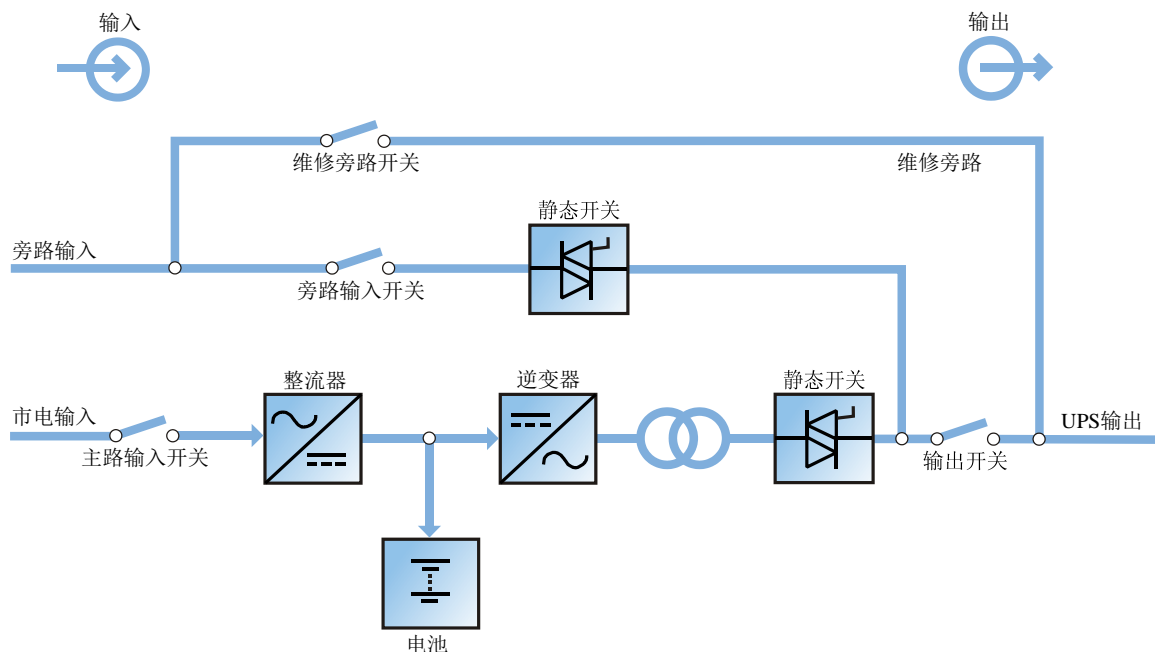 输入
输出
维修旁路开关
维修旁路
静态开关
旁路输入
旁路输入开关
整流器
逆变器
静态开关
市电输入
UPS输出
主路输入开关
输出开关
电池